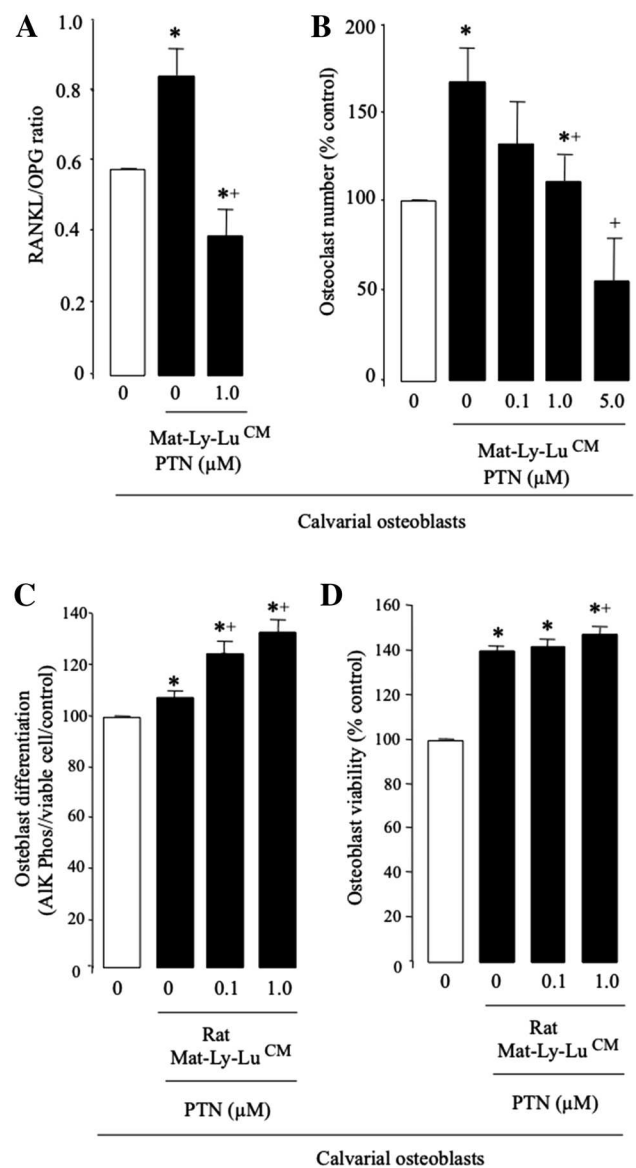 A
RANKL/OPG ratio
1.0
0.8
0.6
0.4
0.2
0
*
*+
0 0 1.0
Mat-Ly-Lu CM
PTN (µM)
B
Osteoclast number (% control)
200
150
100
50
0
*
*+
+
0 0 0.1 1.0 5.0
Mat-Ly-Lu CM
PTN (µM)
Calvarial osteoblasts
C
Osteblast differentiation
(AlK Phos//viable cell/control)
140
120
100
80
60
40
20
0
*
*+
*+
0 0 0.1 1.0
Rat
Mat-Ly-Lu CM
PTN (µM)
D
Osteoblast viability (% control)
160
140
120
100
80
60
40
20
0
*
*
*+
0 0 0.1 1.0
Rat
Mat-Ly-Lu CM
PTN (µM)
Calvarial osteoblasts